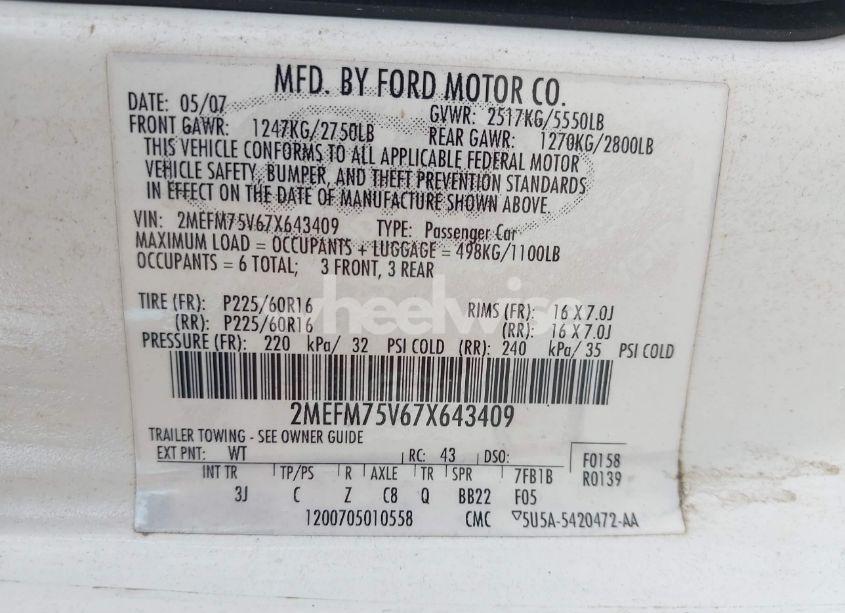 MFD. BY FORD MOTOR CO.
DATE: 05/07 GVWR: 2517KG/5550LB
FRONT GAWR: 1247KG/2750LB REAR GAWR: 1270KG/2800LB
THIS VEHICLE CONFORMS TO ALL APPLICABLE FEDERAL MOTOR
VEHICLE SAFETY, BUMPER, AND THEFT PREVENTION STANDARDS
IN EFFECT ON THE DATE OF MANUFACTURE SHOWN ABOVE.
VIN: 2MEFM75V67X643409 TYPE: Passenger Car
MAXIMUM LOAD = OCCUPANTS + LUGGAGE = 498KG/1100LB
OCCUPANTS = 6 TOTAL; 3 FRONT, 3 REAR
TIRE (FR): P225/60R16 RIMS (FR): 16 X 7.0J
(RR): P225/60R16 (RR): 16 X 7.0J
wheelwise
PRESSURE (FR): 220 kPa/ 32 PSI COLD (RR): 240 kPa/ 35 PSI COLD
2MEFM75V67X643409
TRAILER TOWING - SEE OWNER GUIDE
EXT PNT: WT RC: 43 DSO: F0158
INT TR TP/PS R AXLE TR SPR 7FB1B R0139
3J C Z C8 Q BB22 F05
1200705010558 CMC ▽5U5A-5420472-AA